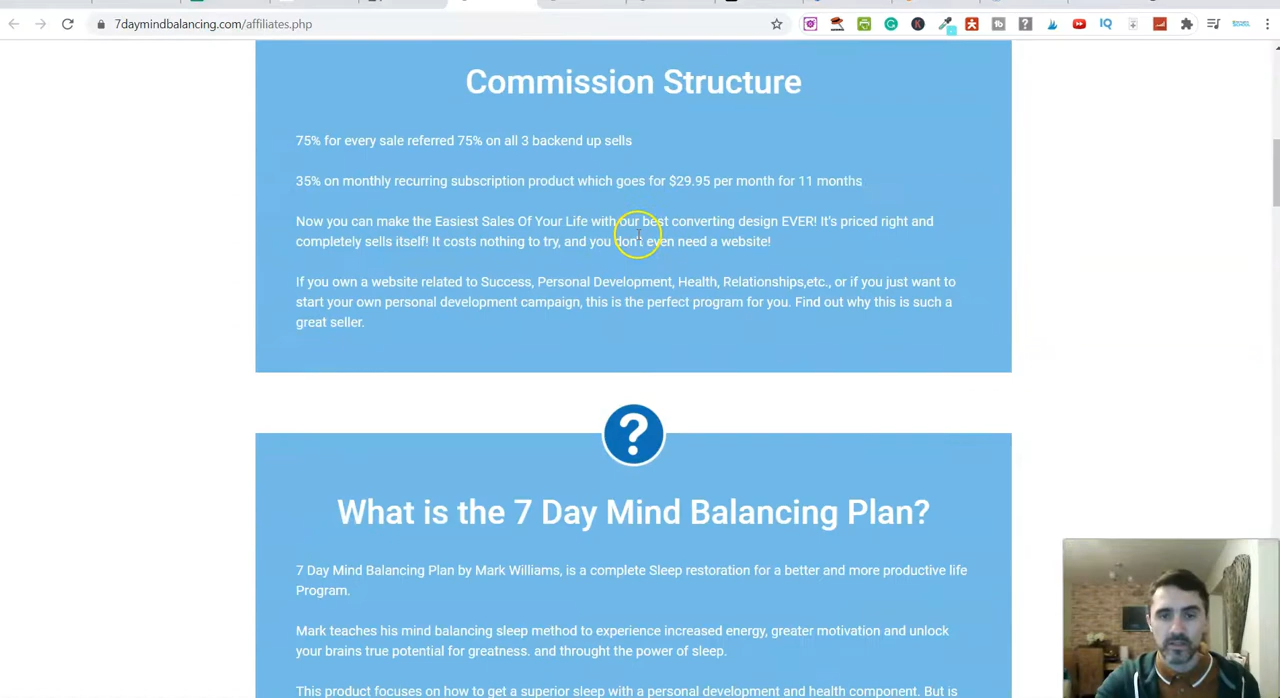 7daymindbalancing.com/affiliates.php
Commission Structure
75% for every sale referred 75% on all 3 backend up sells
35% on monthly recurring subscription product which goes for $29.95 per month for 11 months
Now you can make the Easiest Sales Of Your Life with our best converting design EVER! It's priced right and
completely sells itself! It costs nothing to try, and you don't even need a website!
If you own a website related to Success, Personal Development, Health, Relationships,etc., or if you just want to
start your own personal development campaign, this is the perfect program for you. Find out why this is such a
great seller.
?
What is the 7 Day Mind Balancing Plan?
7 Day Mind Balancing Plan by Mark Williams, is a complete Sleep restoration for a better and more productive life
Program.
Mark teaches his mind balancing sleep method to experience increased energy, greater motivation and unlock
your brains true potential for greatness. and throught the power of sleep.
This product focuses on how to get a superior sleep with a personal development and health component. But is